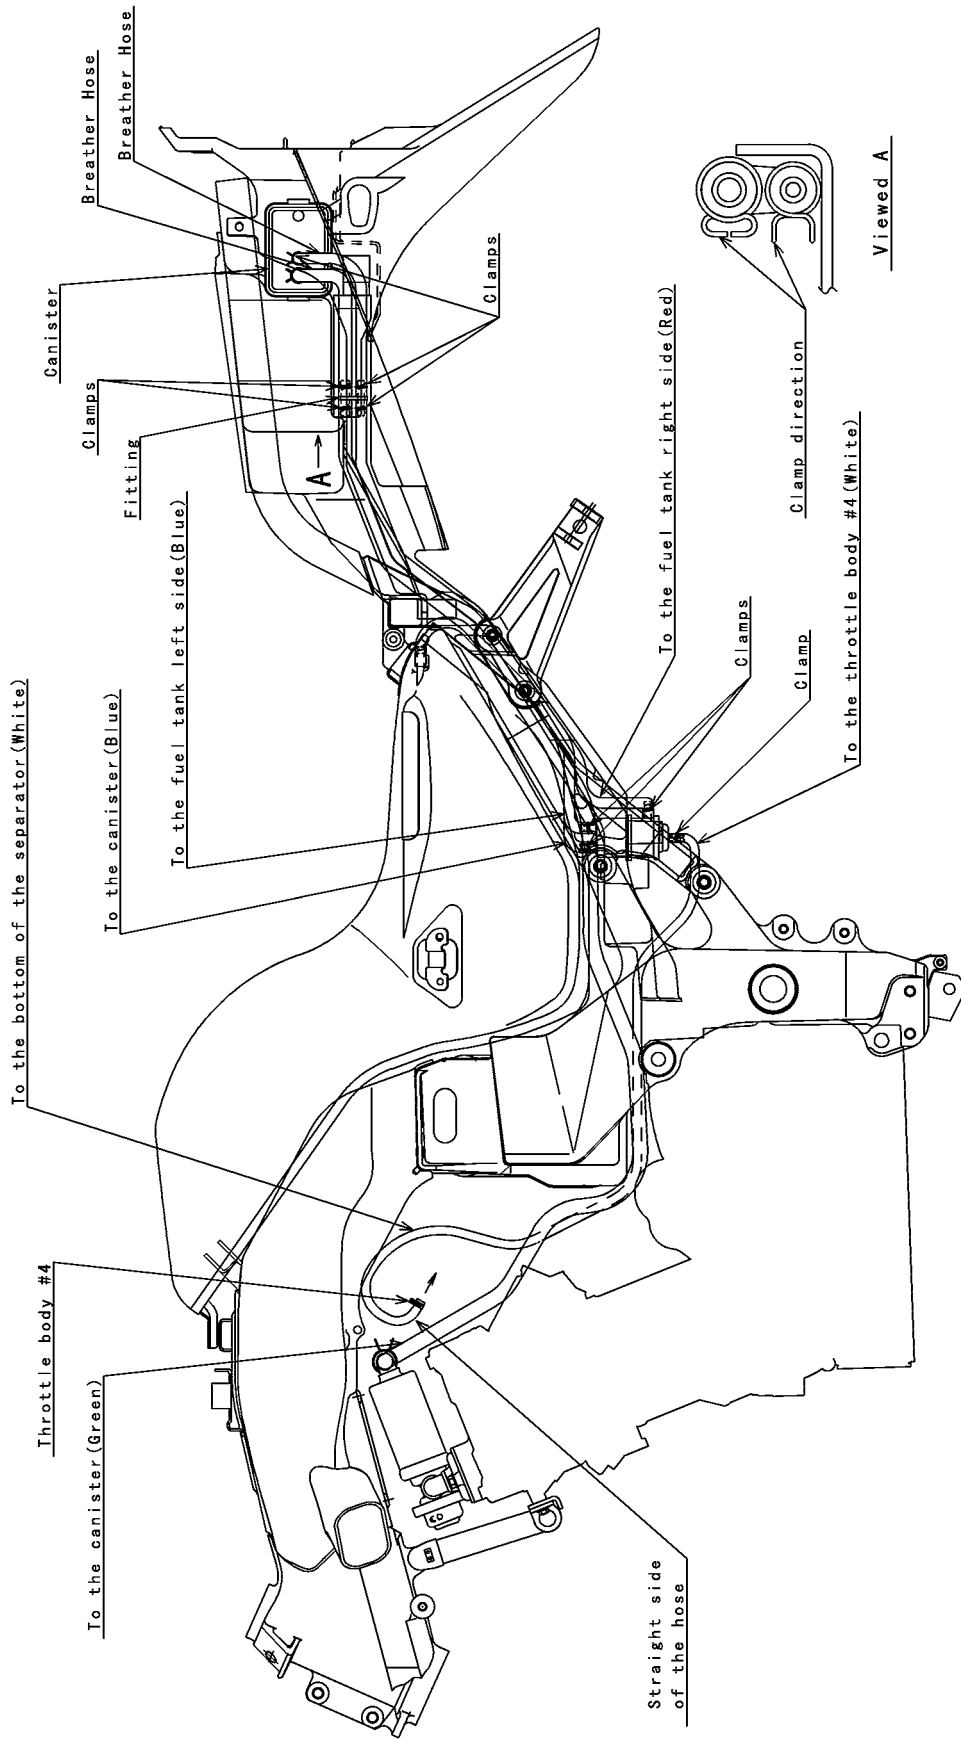 To the bottom of the separator(White)
Throttle body #4
To the canister(Green)
To the canister(Blue)
To the fuel tank left side(Blue)
Fitting
Clamps
Canister
Breather Hose
Breather Hose
A
Clamps
To the fuel tank right side(Red)
Clamps
Clamp
To the throttle body #4(White)
Straight side
of the hose
Clamp direction
Viewed A